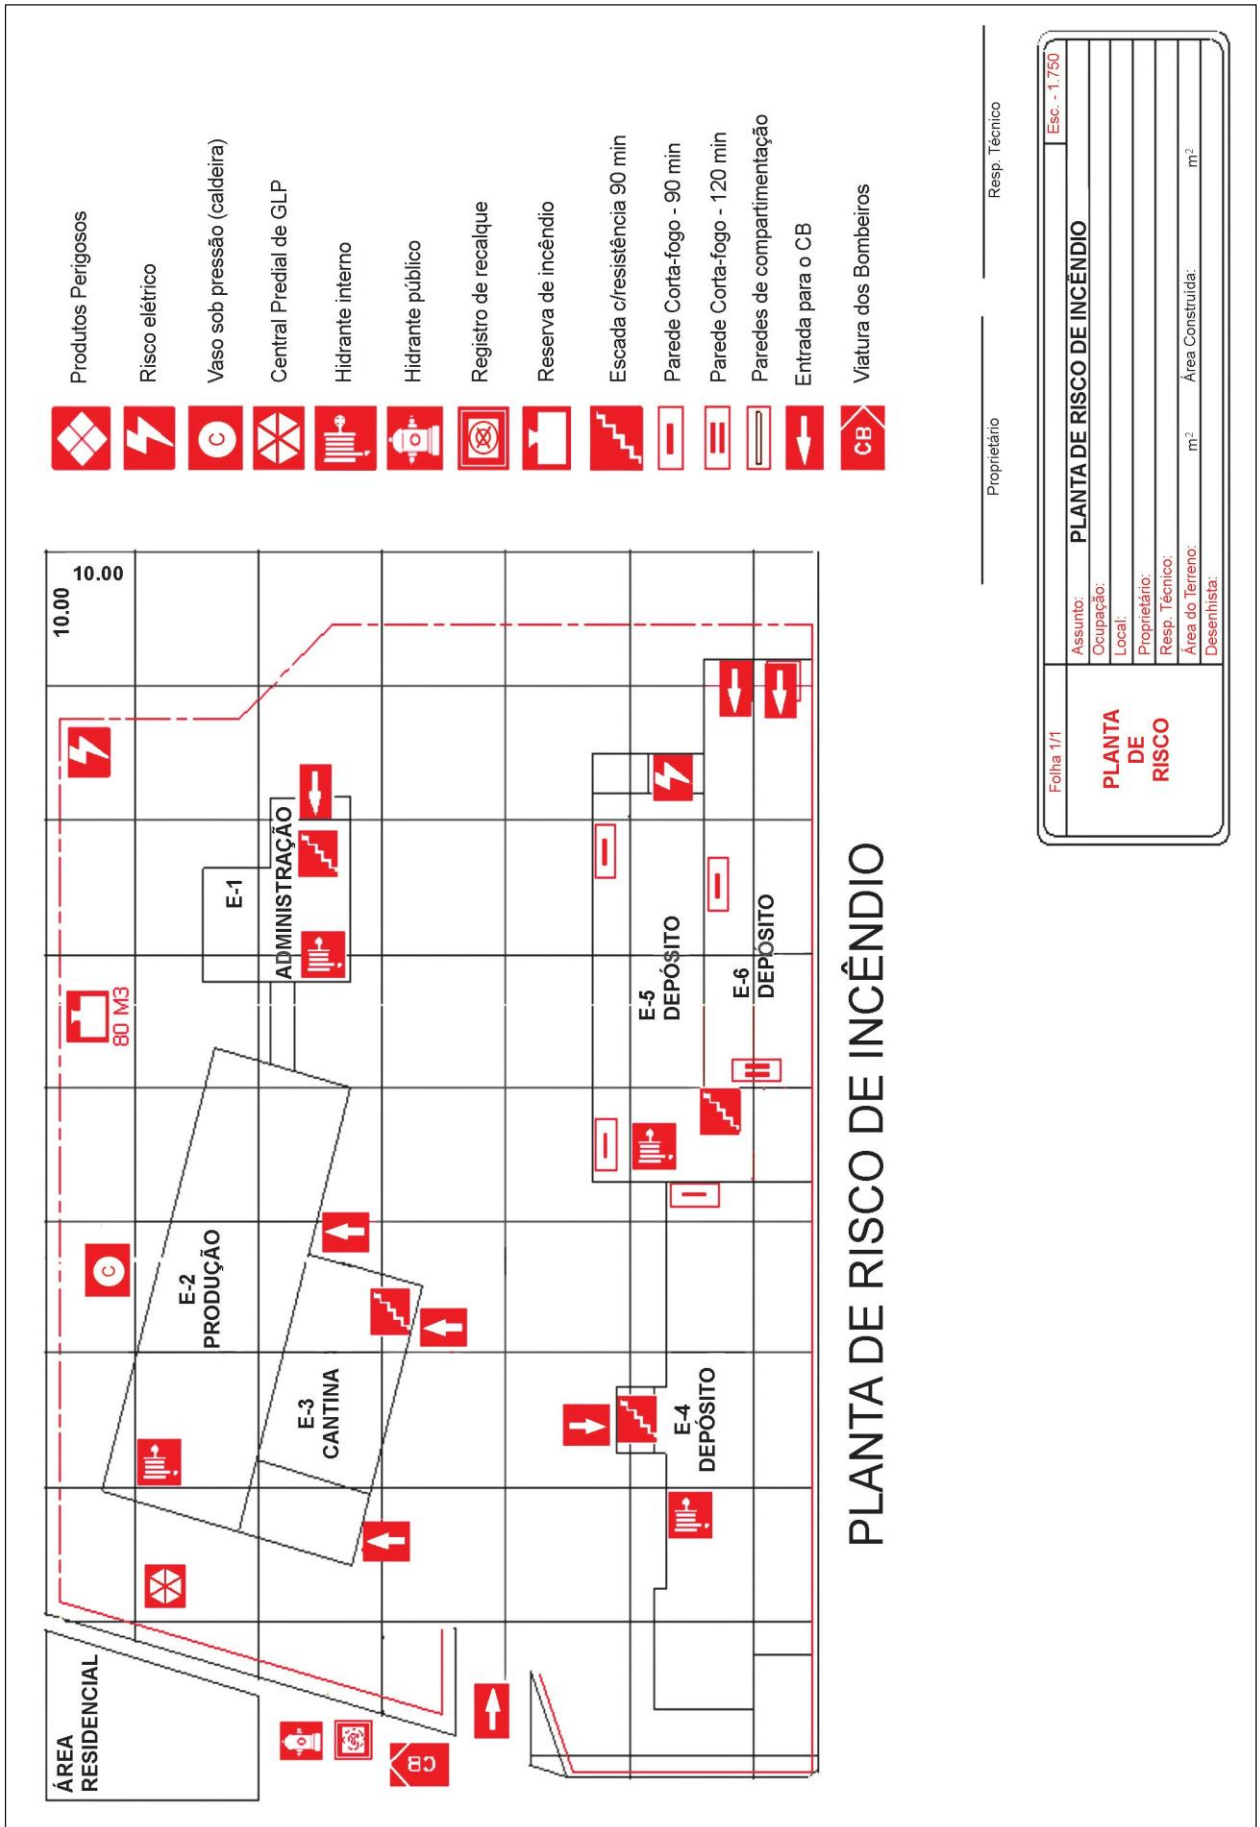 ÁREA
RESIDENCIAL
10.00
10.00
80 M3
C
E-2
PRODUÇÃO
E-1
ADMINISTRAÇÃO
E-3
CANTINA
CB
E-4
DEPÓSITO
E-5
DEPÓSITO
E-6
DEPÓSITO
PLANTA DE RISCO DE INCÊNDIO
Produtos Perigosos
Risco elétrico
C
Vaso sob pressão (caldeira)
Central Predial de GLP
Hidrante interno
Hidrante público
Registro de recalque
Reserva de incêndio
Escada c/resistência 90 min
Parede Corta-fogo - 90 min
Parede Corta-fogo - 120 min
Paredes de compartimentação
Entrada para o CB
CB
Viatura dos Bombeiros
Proprietário
Resp. Técnico
Folha 1/1
Esc. - 1.750
PLANTA
DE
RISCO
Assunto: PLANTA DE RISCO DE INCÊNDIO
Ocupação:
Local:
Proprietário:
Resp. Técnico:
Área do Terreno: m² Área Construída: m²
Desenhista: